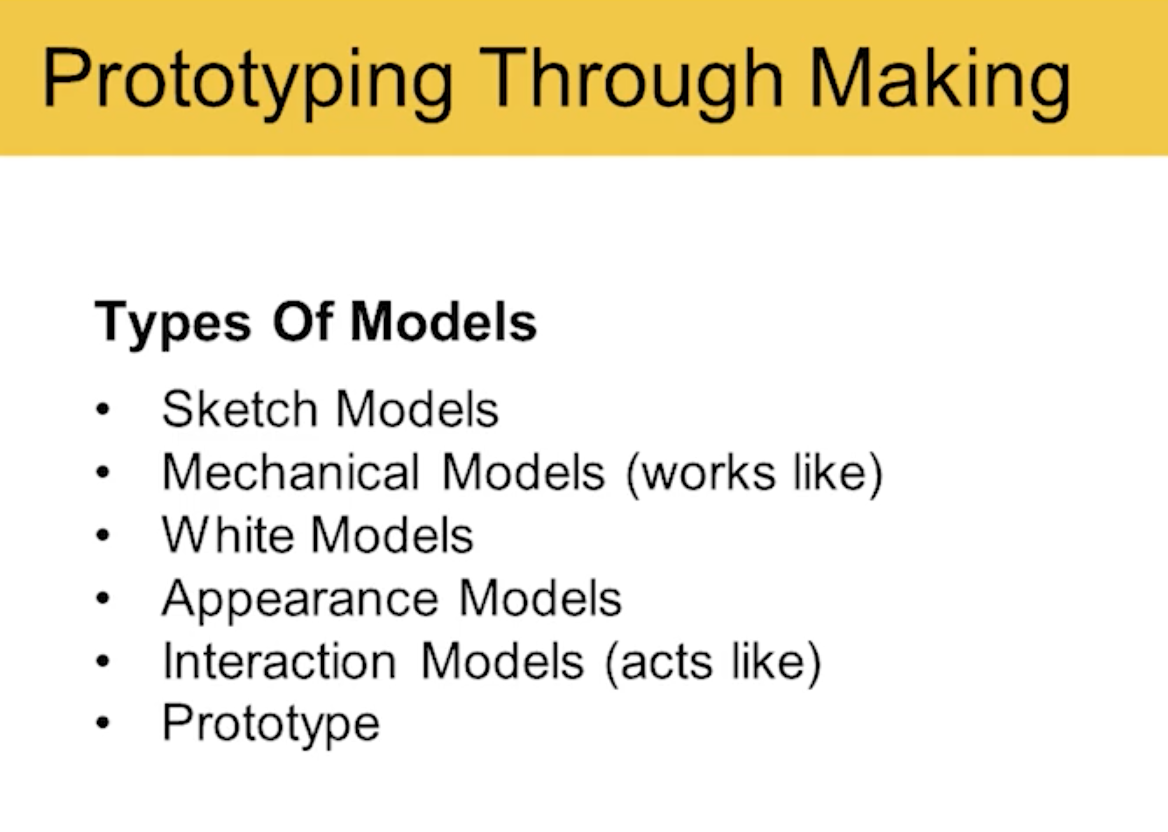 Prototyping Through Making
Types Of Models
• Sketch Models
• Mechanical Models (works like)
• White Models
• Appearance Models
• Interaction Models (acts like)
• Prototype